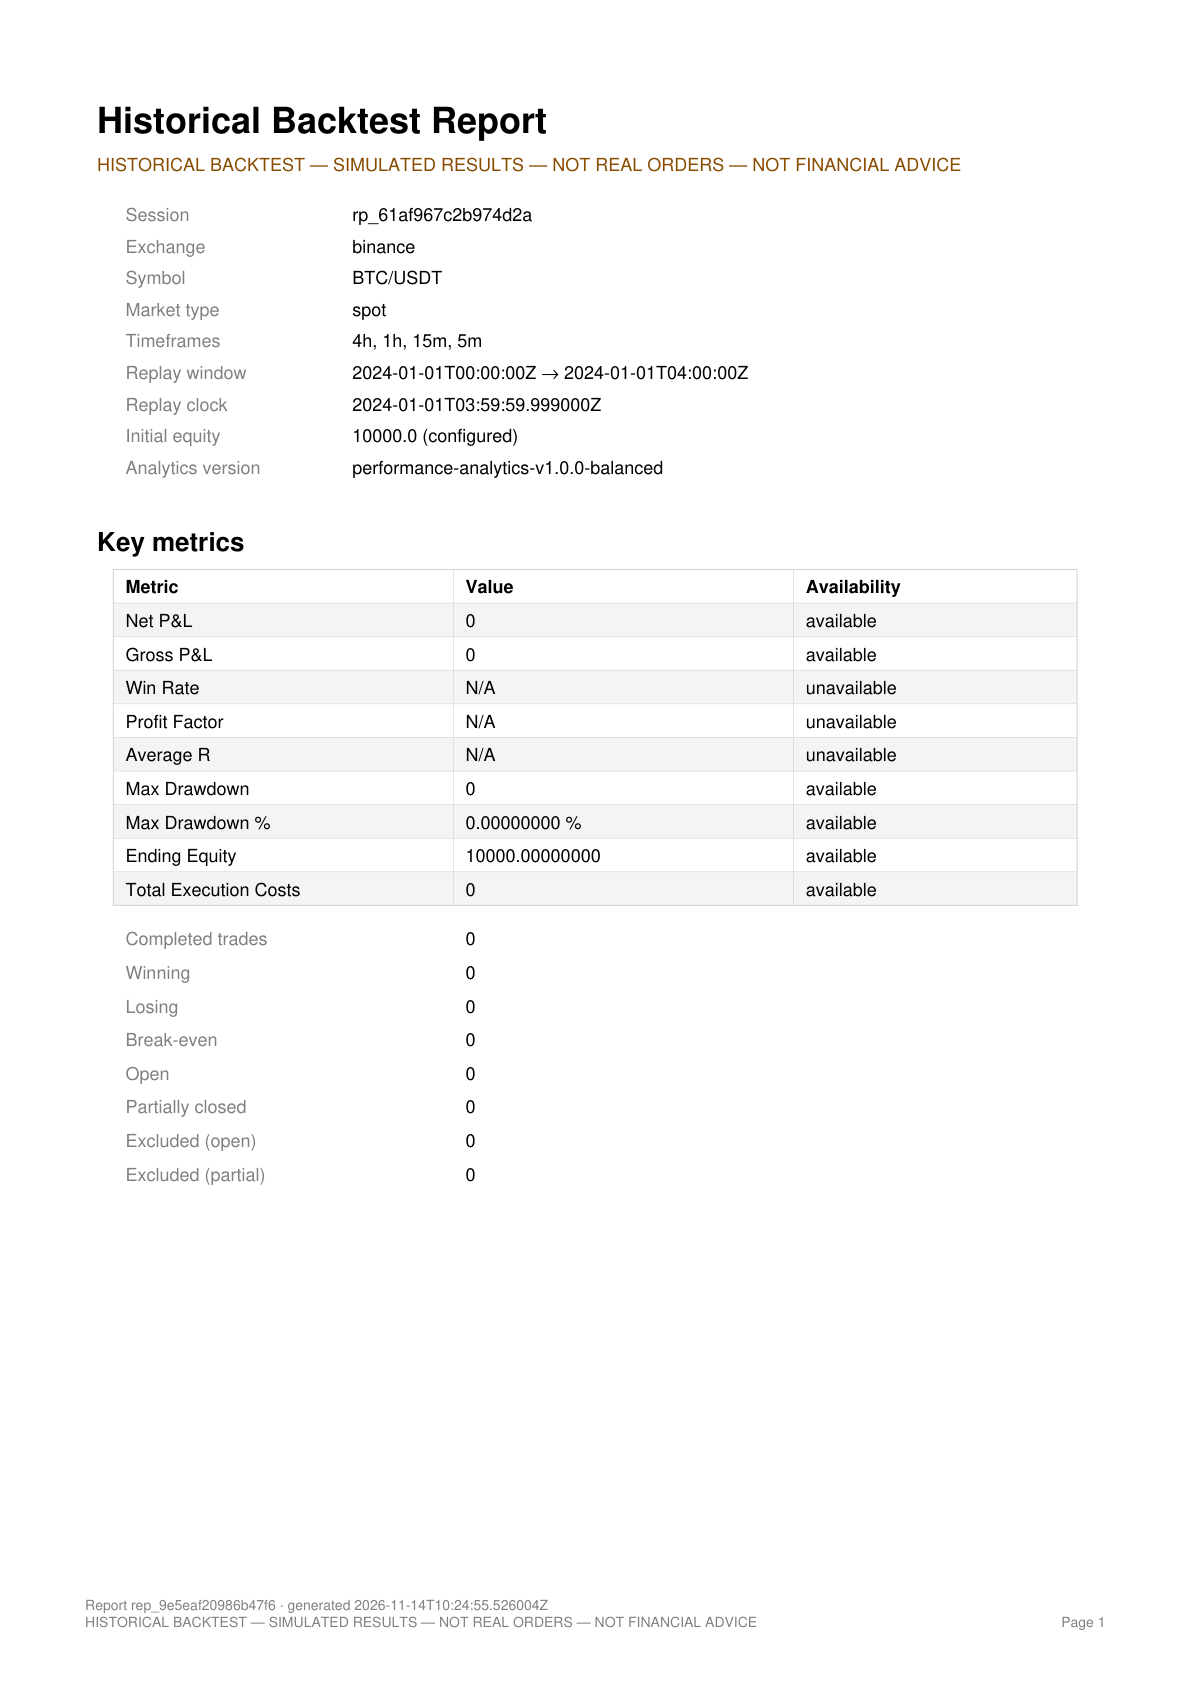 Historical Backtest Report
HISTORICAL BACKTEST — SIMULATED RESULTS — NOT REAL ORDERS — NOT FINANCIAL ADVICE
Session rp_61af967c2b974d2a
Exchange binance
Symbol BTC/USDT
Market type spot
Timeframes 4h, 1h, 15m, 5m
Replay window 2024-01-01T00:00:00Z → 2024-01-01T04:00:00Z
Replay clock 2024-01-01T03:59:59.999000Z
Initial equity 10000.0 (configured)
Analytics version performance-analytics-v1.0.0-balanced
Key metrics
Metric Value Availability
Net P&L 0 available
Gross P&L 0 available
Win Rate N/A unavailable
Profit Factor N/A unavailable
Average R N/A unavailable
Max Drawdown 0 available
Max Drawdown % 0.00000000 % available
Ending Equity 10000.00000000 available
Total Execution Costs 0 available
Completed trades 0
Winning 0
Losing 0
Break-even 0
Open 0
Partially closed 0
Excluded (open) 0
Excluded (partial) 0
Report rep_9e5eaf20986b47f6 · generated 2026-11-14T10:24:55.526004Z
HISTORICAL BACKTEST — SIMULATED RESULTS — NOT REAL ORDERS — NOT FINANCIAL ADVICE Page 1